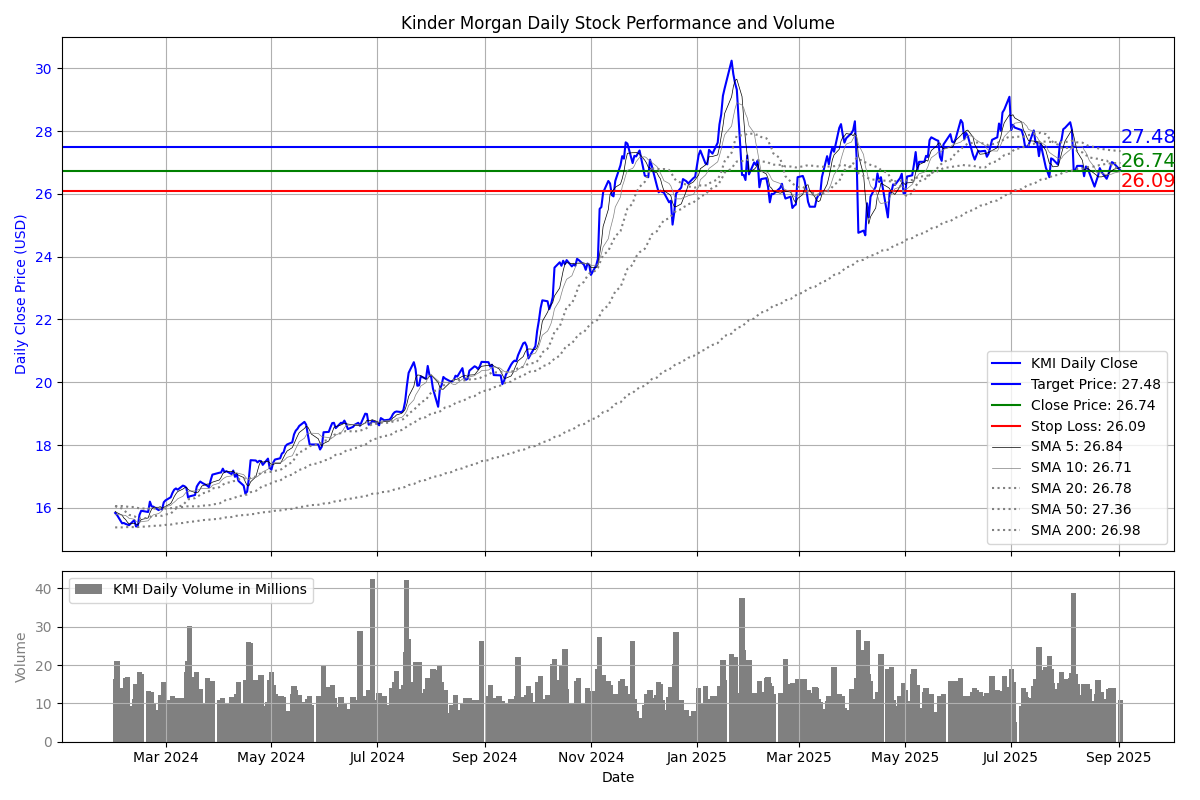 Kinder Morgan Daily Stock Performance and Volume
Daily Close Price (USD)
30
28
26
24
22
20
18
16
27.48
26.74
26.09
KMI Daily Close
Target Price: 27.48
Close Price: 26.74
Stop Loss: 26.09
SMA 5: 26.84
SMA 10: 26.71
SMA 20: 26.78
SMA 50: 27.36
SMA 200: 26.98
Volume
40
30
20
10
0
KMI Daily Volume in Millions
Mar 2024 May 2024 Jul 2024 Sep 2024 Nov 2024 Jan 2025 Mar 2025 May 2025 Jul 2025 Sep 2025
Date